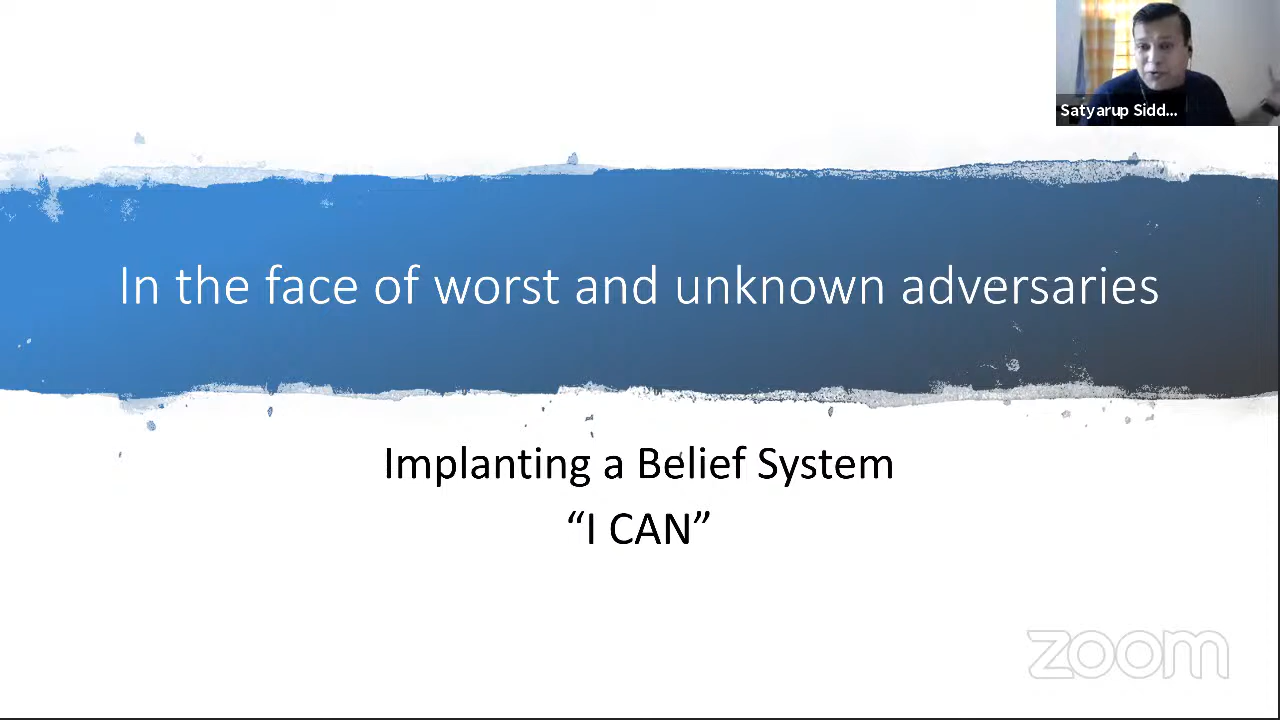 Satyarup Sidd...
In the face of worst and unknown adversaries
Implanting a Belief System
“I CAN”
zoom